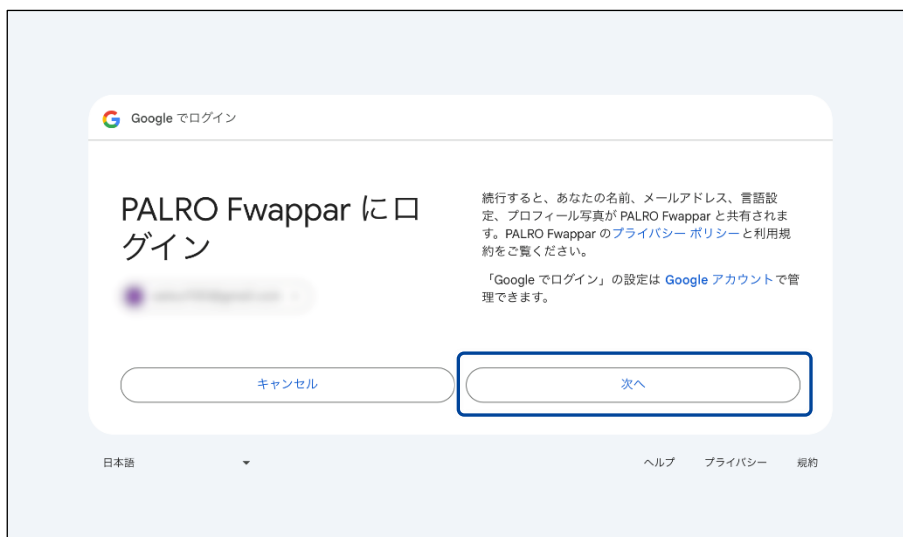 Google でログイン
PALRO Fwappar にロ
グイン
続行すると、あなたの名前、メールアドレス、言語設
定、プロフィール写真が PALRO Fwappar と共有されま
す。PALRO Fwappar のプライバシー ポリシーと利用規
約をご覧ください。
「Google でログイン」の設定は Google アカウントで管
理できます。
キャンセル
次へ
日本語
ヘルプ プライバシー 規約